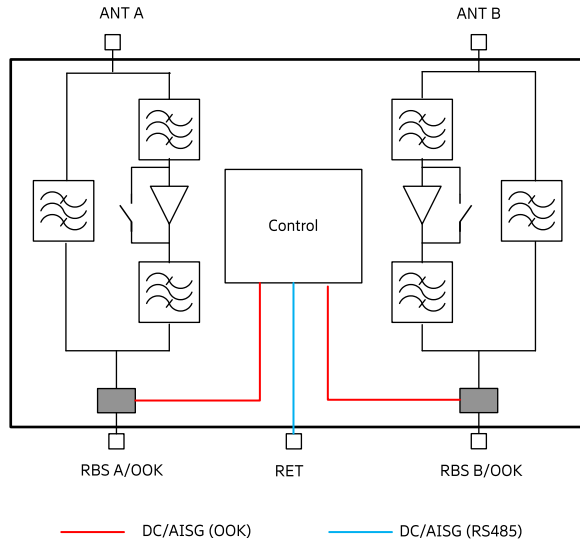 ANT A
ANT B
Control
RBS A/OOK
RET
RBS B/OOK
DC/AISG (OOK)
DC/AISG (RS485)